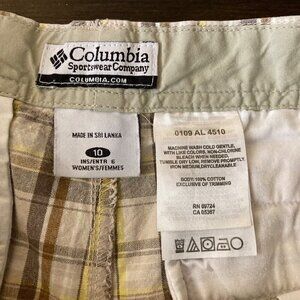 Columbia
Sportswear Company
COLUMBIA.COM
MADE IN SRI LANKA
10
INS/ENTR 6
WOMEN'S/FEMMES
0109 AL 4510
MACHINE WASH COLD GENTLE,
WITH LIKE COLORS, NON-CHLORINE
BLEACH WHEN NEEDED,
TUMBLE DRY LOW, REMOVE PROMPTLY,
IRON MEDIUM,DRYCLEANABLE
BODY:100% COTTON
EXCLUSIVE OF TRIMMING
RN 69724
CA 05367